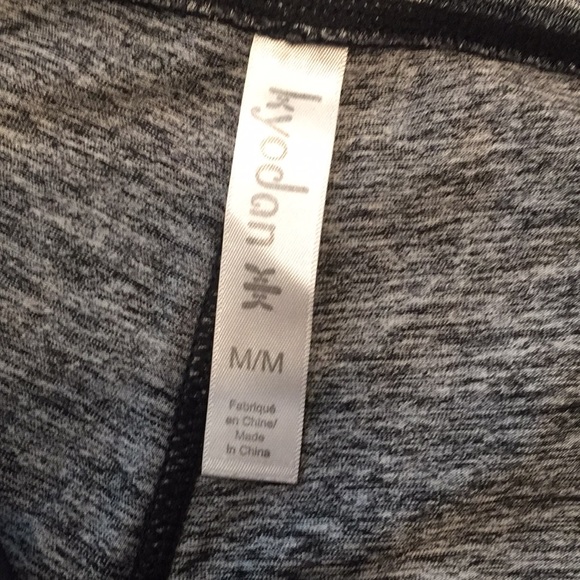 kyodan
M/M
Fabriqué
en Chine/
Made
in China